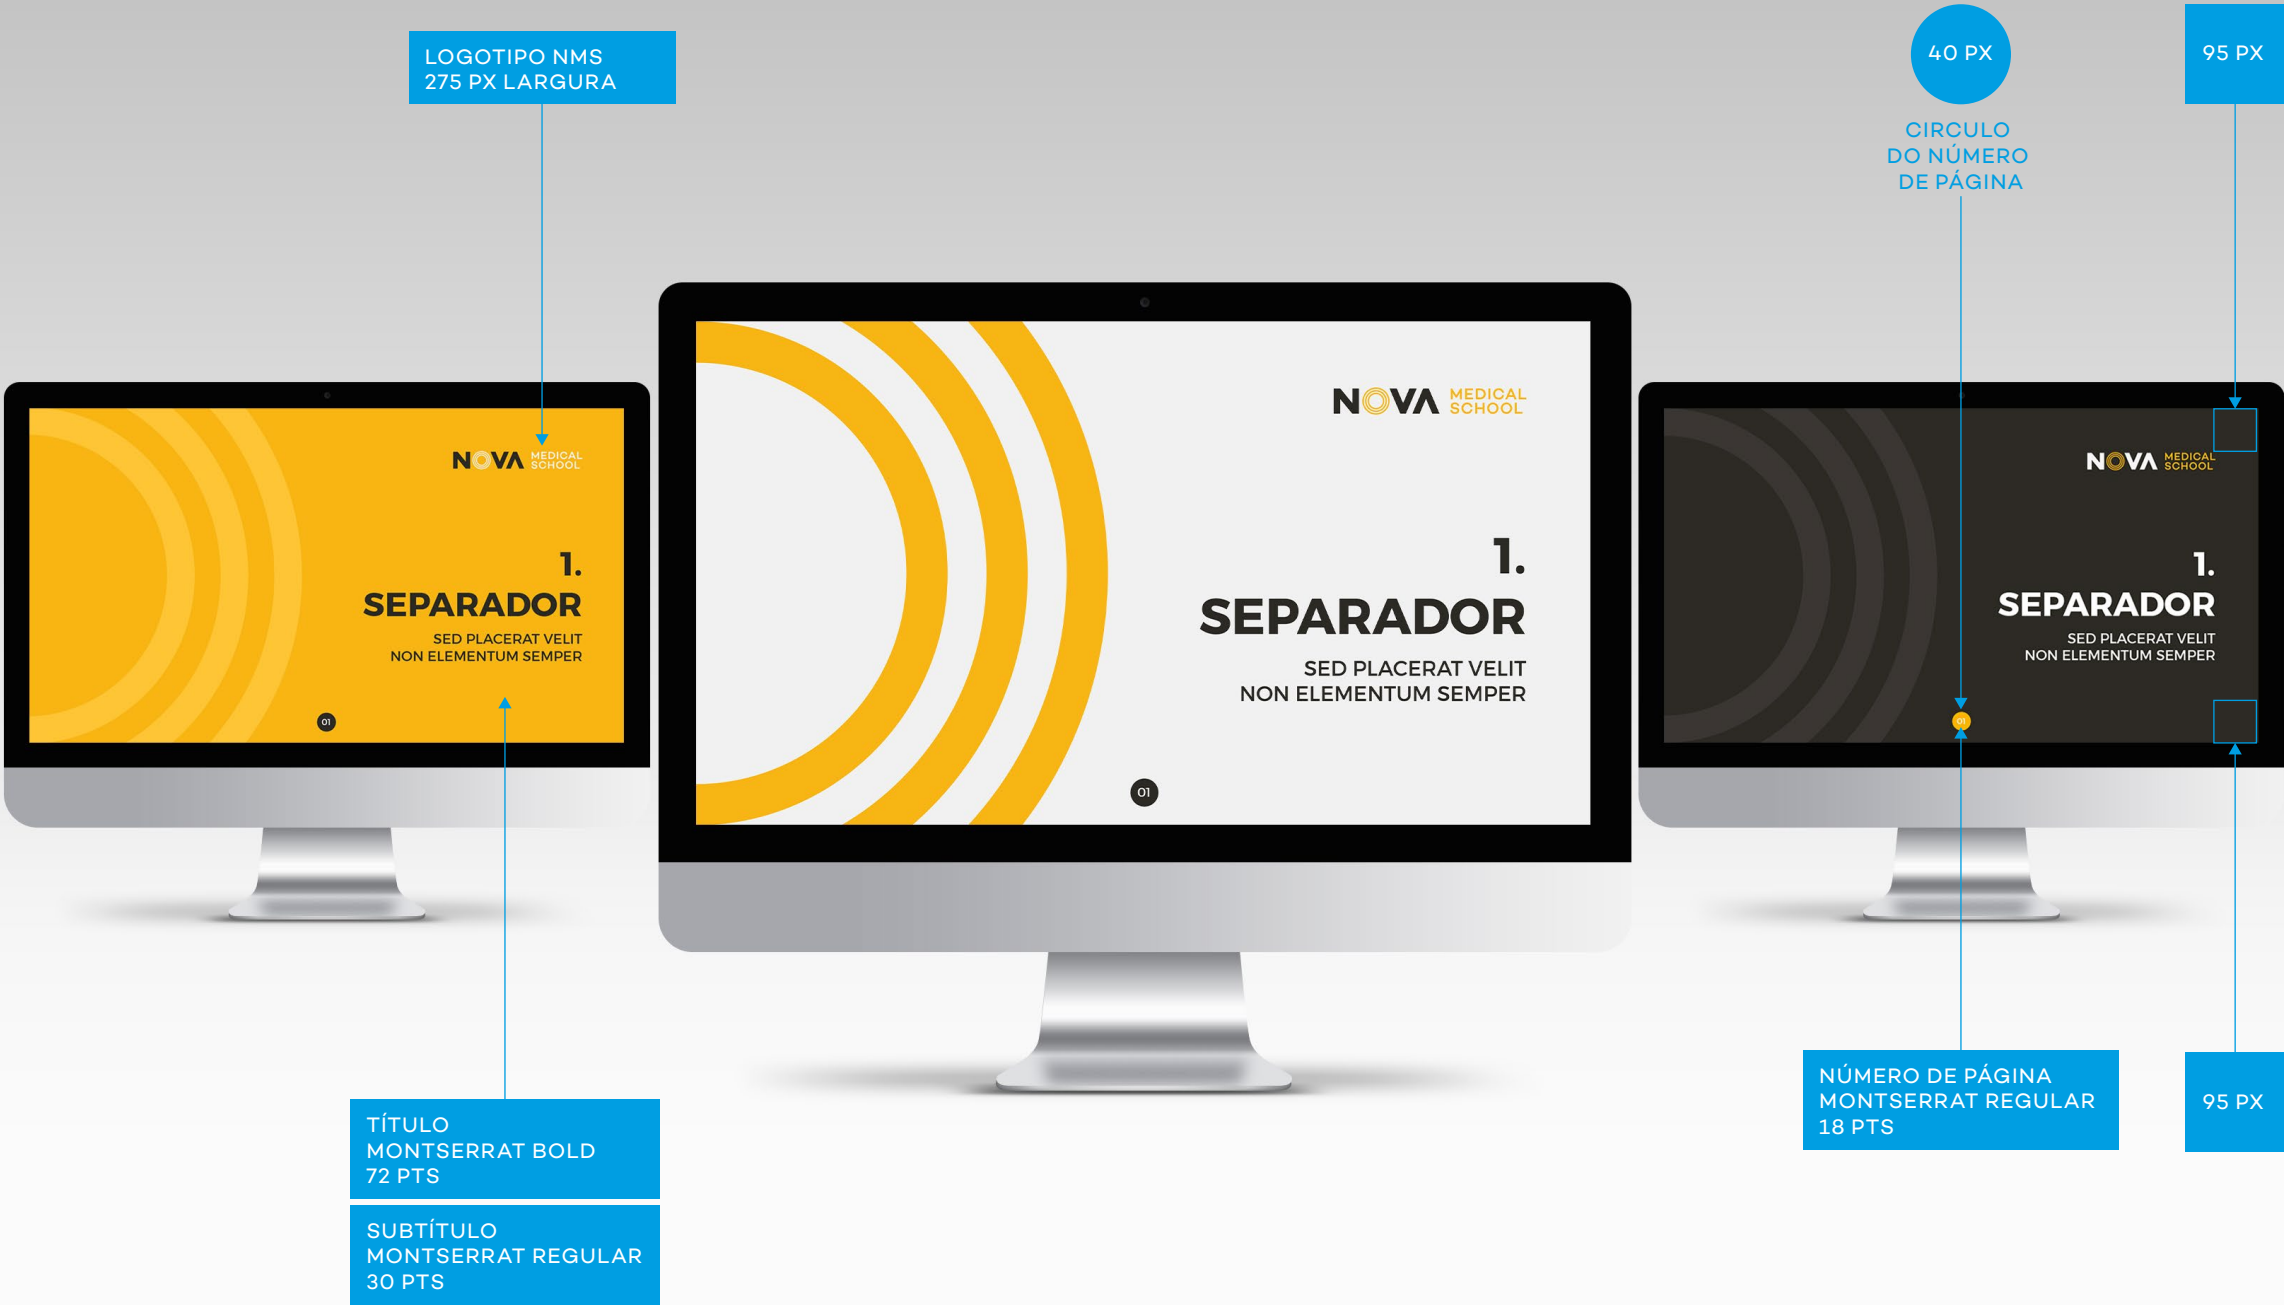 LOGOTIPO NMS
275 PX LARGURA
40 PX
95 PX
CIRCULO
DO NÚMERO
DE PÁGINA
NOVA MEDICAL
SCHOOL
1.
SEPARADOR
SED PLACERAT VELIT
NON ELEMENTUM SEMPER
01
NOVA MEDICAL
SCHOOL
1.
SEPARADOR
SED PLACERAT VELIT
NON ELEMENTUM SEMPER
01
NOVA MEDICAL
SCHOOL
1.
SEPARADOR
SED PLACERAT VELIT
NON ELEMENTUM SEMPER
01
TÍTULO
MONTSERRAT BOLD
72 PTS
SUBTÍTULO
MONTSERRAT REGULAR
30 PTS
NÚMERO DE PÁGINA
MONTSERRAT REGULAR
18 PTS
95 PX